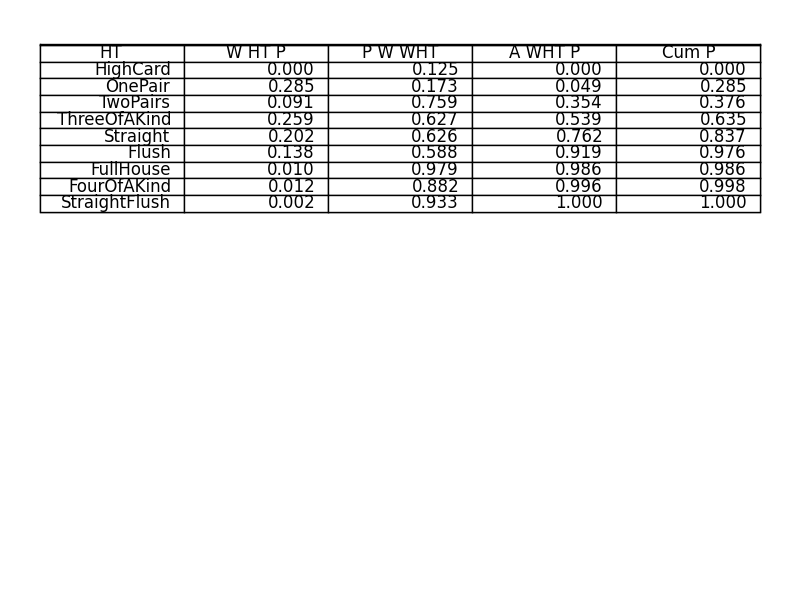 HT W HT P P W WHT A WHT P Cum P
HighCard 0.000 0.125 0.000 0.000
OnePair 0.285 0.173 0.049 0.285
TwoPairs 0.091 0.759 0.354 0.376
ThreeOfAKind 0.259 0.627 0.539 0.635
Straight 0.202 0.626 0.762 0.837
Flush 0.138 0.588 0.919 0.976
FullHouse 0.010 0.979 0.986 0.986
FourOfAKind 0.012 0.882 0.996 0.998
StraightFlush 0.002 0.933 1.000 1.000